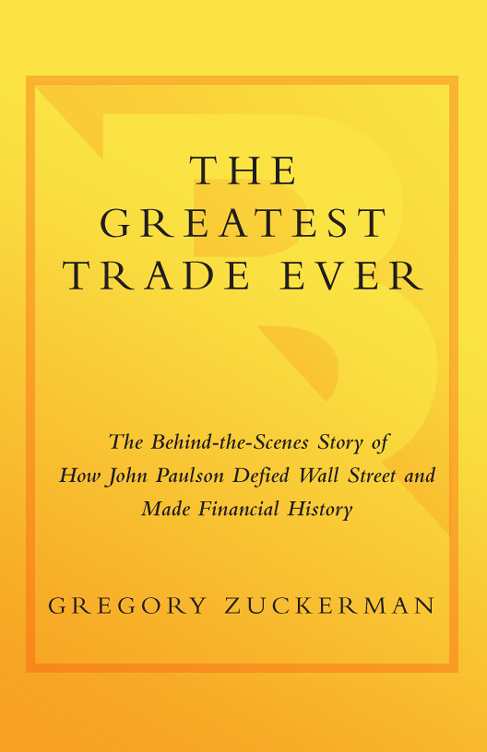 THE
GREATEST
TRADE EVER
The Behind-the-Scenes Story of
How John Paulson Defied Wall Street and
Made Financial History
GREGORY ZUCKERMAN